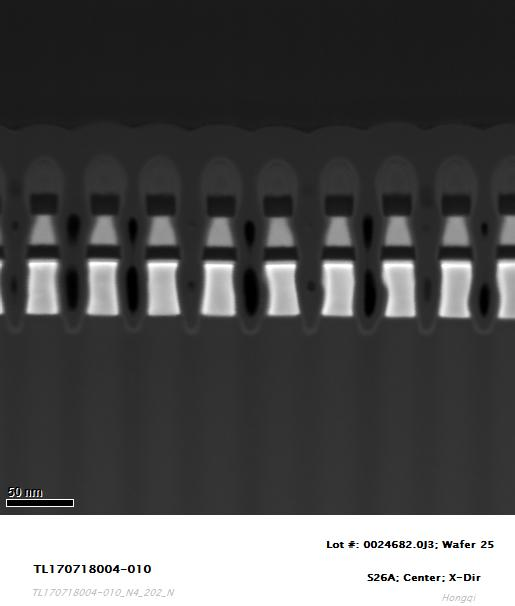 50 nm
Lot #: 0024682.0J3; Wafer 25
TL170718004-010
S26A; Center; X-Dir
TL170718004-010_N4_202_N
Hongqi